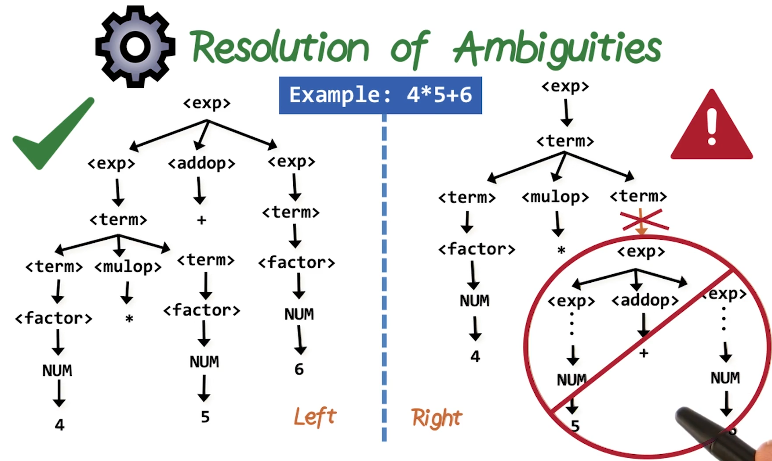 Resolution of Ambiguities
Example: 4*5+6
<exp>
<exp> <addop> <exp>
<term> + <term>
<term> <mulop> <term> <factor>
<factor> * <factor> NUM
NUM NUM 6
4 5
Left
<exp>
<term>
<term> <mulop> <term>
<factor> * <exp>
NUM <exp> <addop> <exp>
4 +
NUM NUM
5
Right